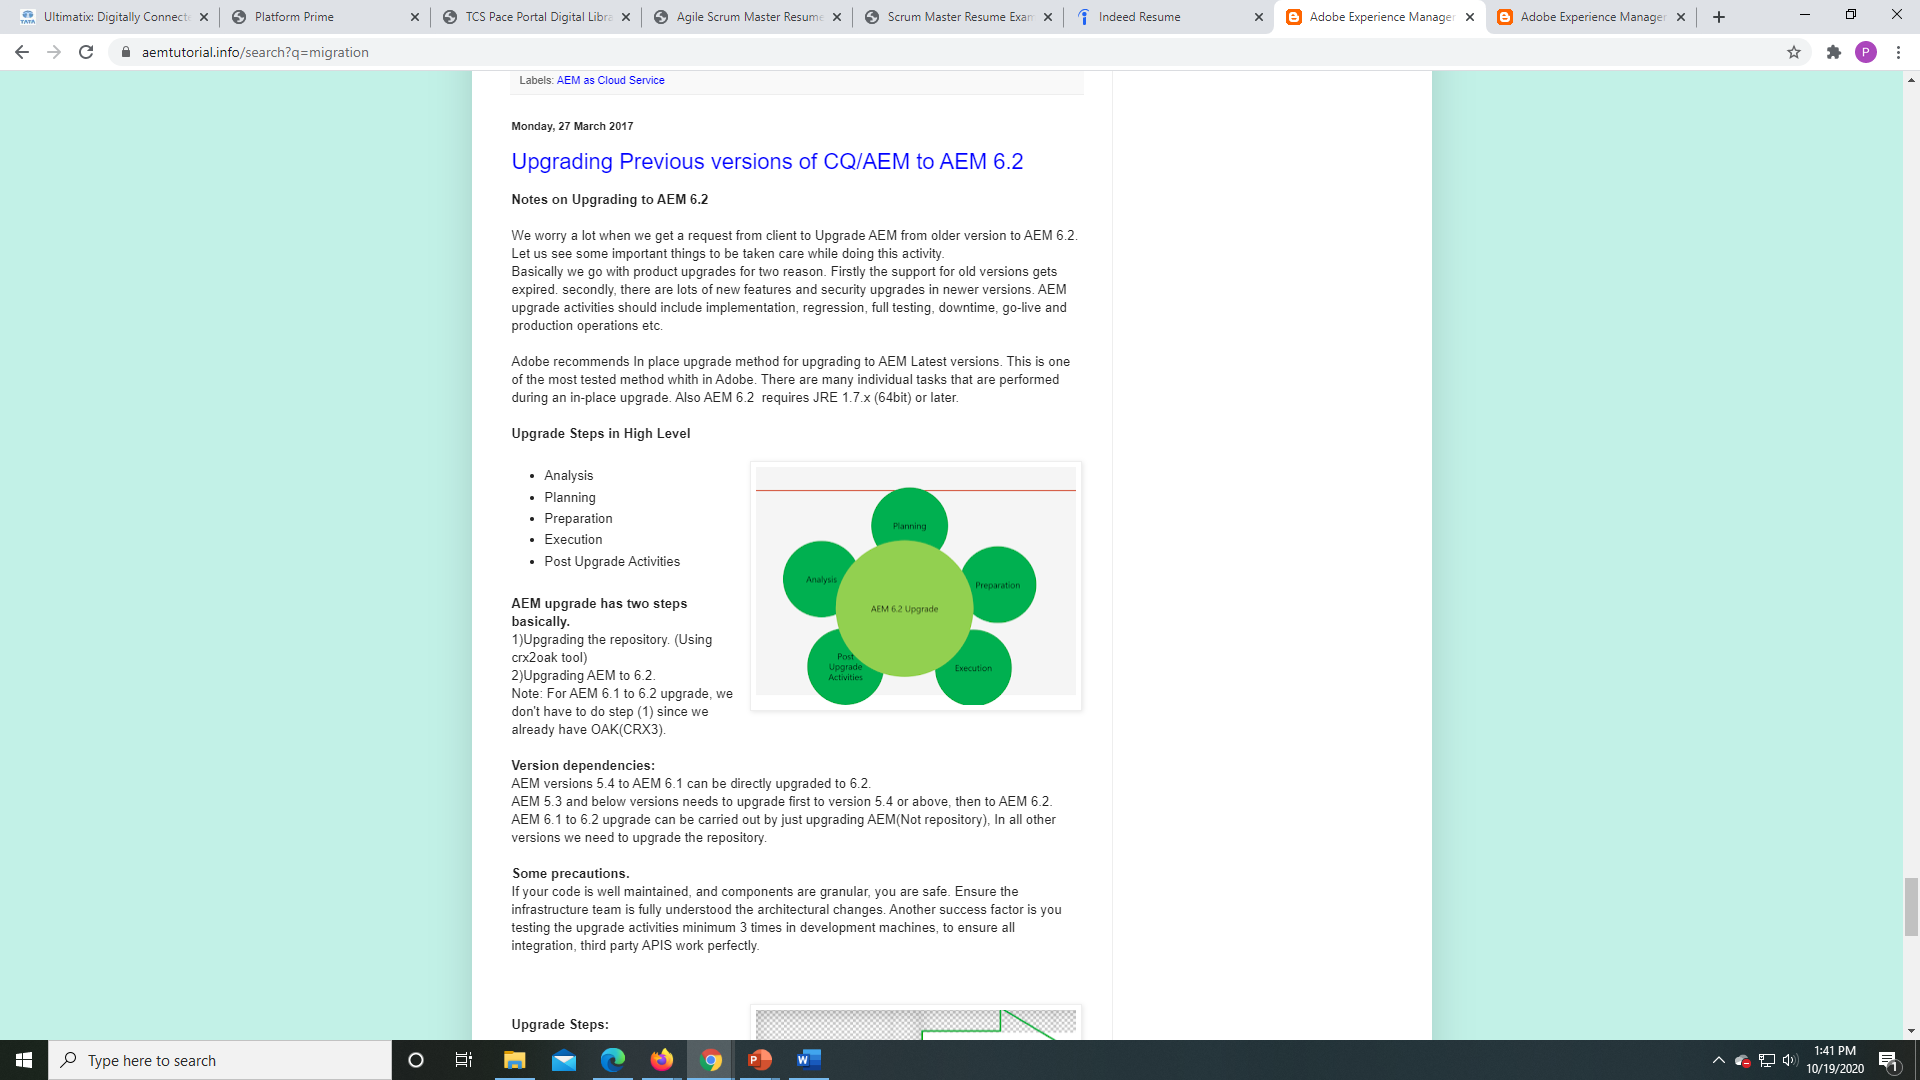 Ultimatix: Digitally Connecte
Platform Prime
TCS Pace Portal Digital Libra
Agile Scrum Master Resume
Scrum Master Resume Exam
Indeed Resume
Adobe Experience Manager
Adobe Experience Manager
aemtutorial.info/search?q=migration
P
Labels: AEM as Cloud Service
Monday, 27 March 2017
Upgrading Previous versions of CQ/AEM to AEM 6.2
Notes on Upgrading to AEM 6.2
We worry a lot when we get a request from client to Upgrade AEM from older version to AEM 6.2.
Let us see some important things to be taken care while doing this activity.
Basically we go with product upgrades for two reason. Firstly the support for old versions gets
expired. secondly, there are lots of new features and security upgrades in newer versions. AEM
upgrade activities should include implementation, regression, full testing, downtime, go-live and
production operations etc.
Adobe recommends In place upgrade method for upgrading to AEM Latest versions. This is one
of the most tested method whith in Adobe. There are many individual tasks that are performed
during an in-place upgrade. Also AEM 6.2  requires JRE 1.7.x (64bit) or later.
Upgrade Steps in High Level
• Analysis
• Planning
• Preparation
• Execution
• Post Upgrade Activities
Planning
Analysis
Preparation
AEM 6.2 Upgrade
Post
Upgrade
Activities
Execution
AEM upgrade has two steps
basically.
1)Upgrading the repository. (Using
crx2oak tool)
2)Upgrading AEM to 6.2.
Note: For AEM 6.1 to 6.2 upgrade, we
don't have to do step (1) since we
already have OAK(CRX3).
Version dependencies:
AEM versions 5.4 to AEM 6.1 can be directly upgraded to 6.2.
AEM 5.3 and below versions needs to upgrade first to version 5.4 or above, then to AEM 6.2.
AEM 6.1 to 6.2 upgrade can be carried out by just upgrading AEM(Not repository), In all other
versions we need to upgrade the repository.
Some precautions.
If your code is well maintained, and components are granular, you are safe. Ensure the
infrastructure team is fully understood the architectural changes. Another success factor is you
testing the upgrade activities minimum 3 times in development machines, to ensure all
integration, third party APIS work perfectly.
Upgrade Steps:
Type here to search
1:41 PM
10/19/2020
1